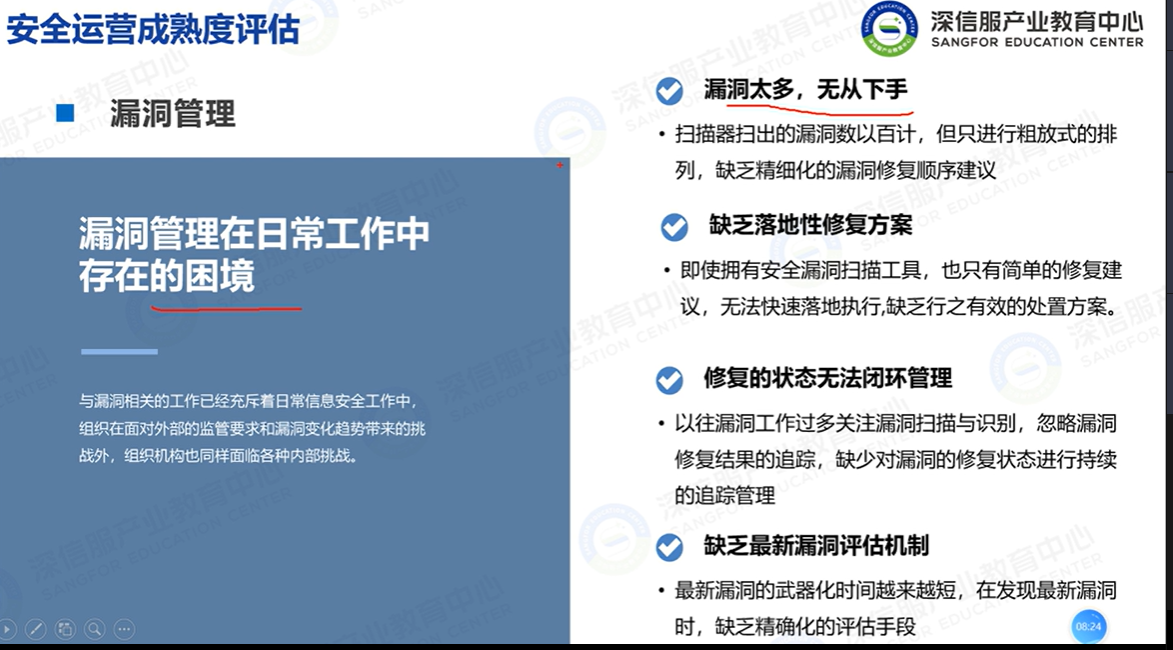 安全运营成熟度评估
深信服产业教育中心
SANGFOR EDUCATION CENTER
漏洞管理
漏洞管理在日常工作中
存在的困境
与漏洞相关的工作已经充斥着日常信息安全工作中，
组织在面对外部的监管要求和漏洞变化趋势带来的挑
战外，组织机构也同样面临各种内部挑战。
漏洞太多，无从下手
• 扫描器扫出的漏洞数以百计，但只进行粗放式的排
列，缺乏精细化的漏洞修复顺序建议
缺乏落地性修复方案
• 即使拥有安全漏洞扫描工具，也只有简单的修复建
议，无法快速落地执行,缺乏行之有效的处置方案。
修复的状态无法闭环管理
• 以往漏洞工作过多关注漏洞扫描与识别，忽略漏洞
修复结果的追踪，缺少对漏洞的修复状态进行持续
的追踪管理
缺乏最新漏洞评估机制
• 最新漏洞的武器化时间越来越短，在发现最新漏洞
时，缺乏精确化的评估手段
08:24